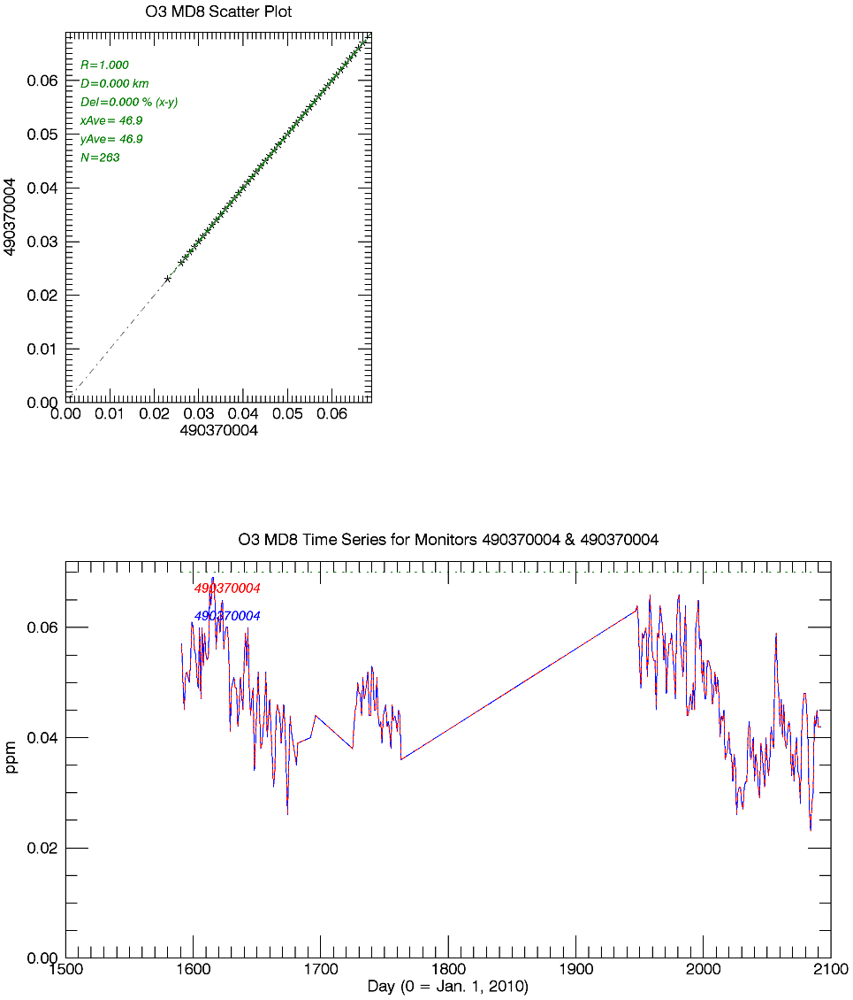 O3 MD8 Scatter Plot
R=1.000
D=0.000 km
Del=0.000 % (x-y)
xAve= 46.9
yAve= 46.9
N=263
490370004
0.06
0.05
0.04
0.03
0.02
0.01
0.00
0.00 0.01 0.02 0.03 0.04 0.05 0.06
490370004
O3 MD8 Time Series for Monitors 490370004 & 490370004
490370004
490370004
ppm
0.06
0.04
0.02
0.00
1500 1600 1700 1800 1900 2000 2100
Day (0 = Jan. 1, 2010)